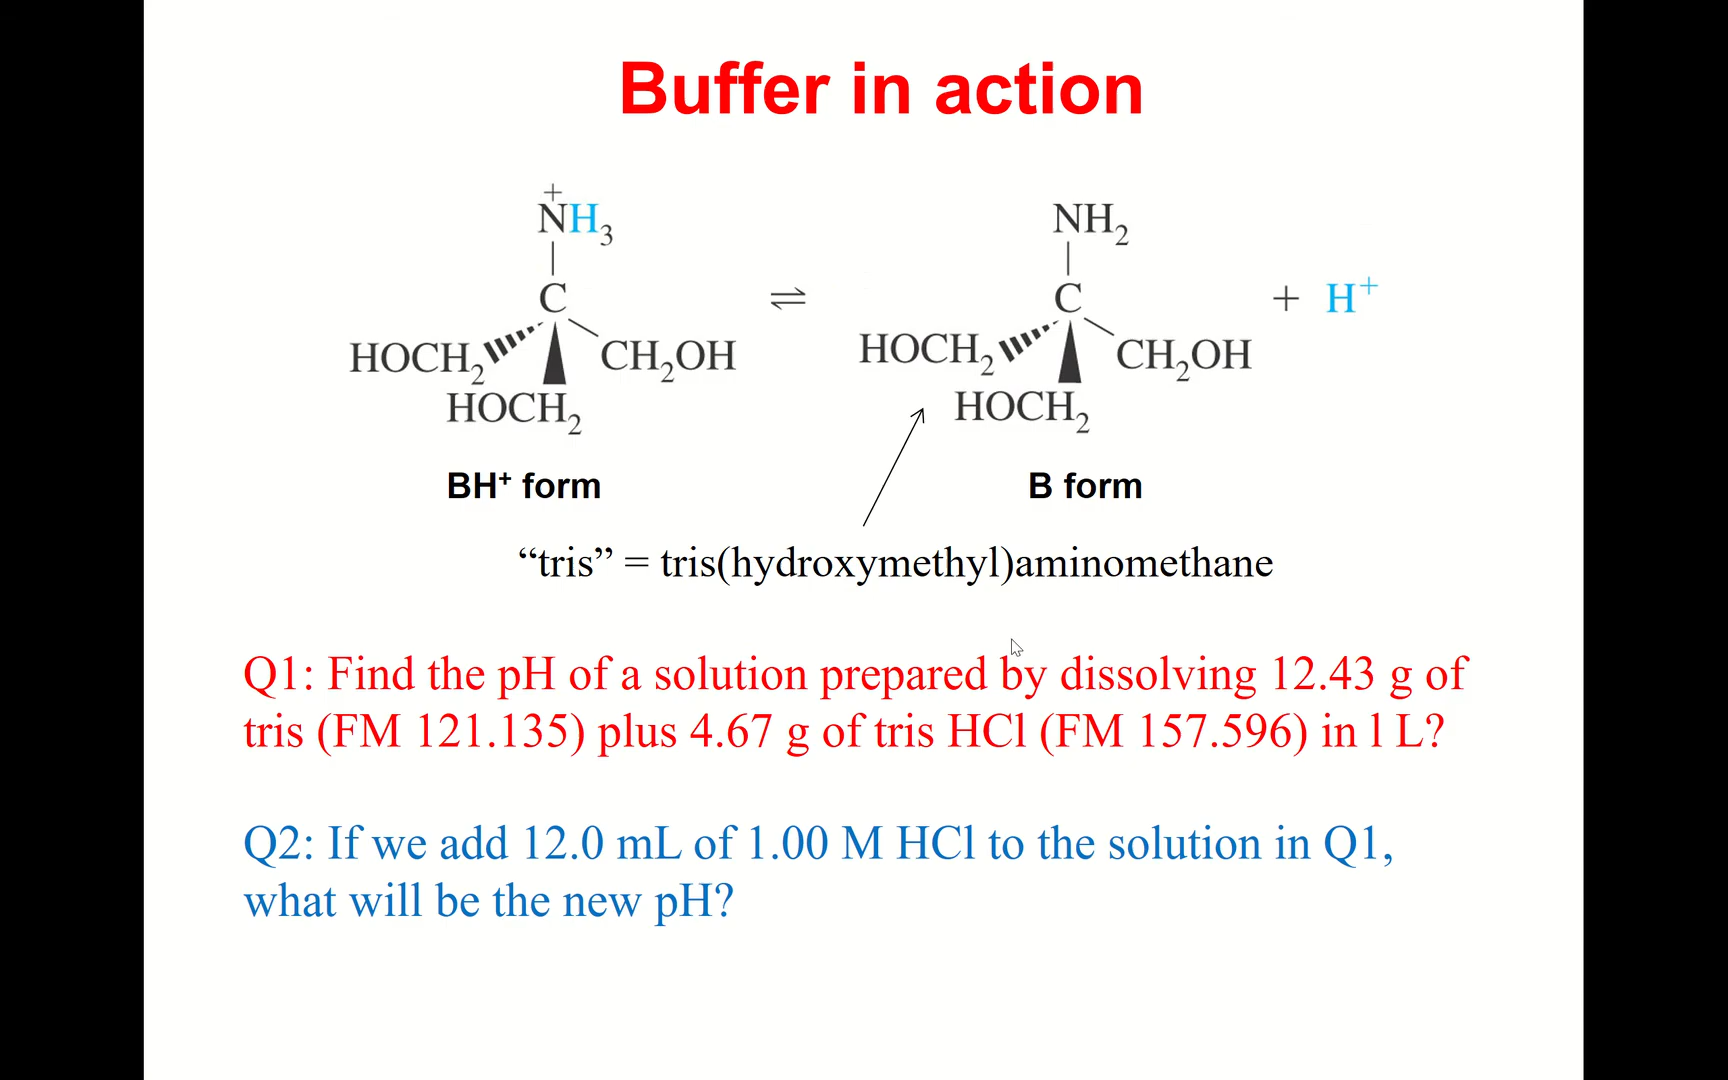 Buffer in action
+
NH₃ NH₂
C ⇌ C + H⁺
HOCH₂ CH₂OH HOCH₂ CH₂OH
HOCH₂ HOCH₂
BH⁺ form B form
“tris” = tris(hydroxymethyl)aminomethane
Q1: Find the pH of a solution prepared by dissolving 12.43 g of
tris (FM 121.135) plus 4.67 g of tris HCl (FM 157.596) in l L?
Q2: If we add 12.0 mL of 1.00 M HCl to the solution in Q1,
what will be the new pH?